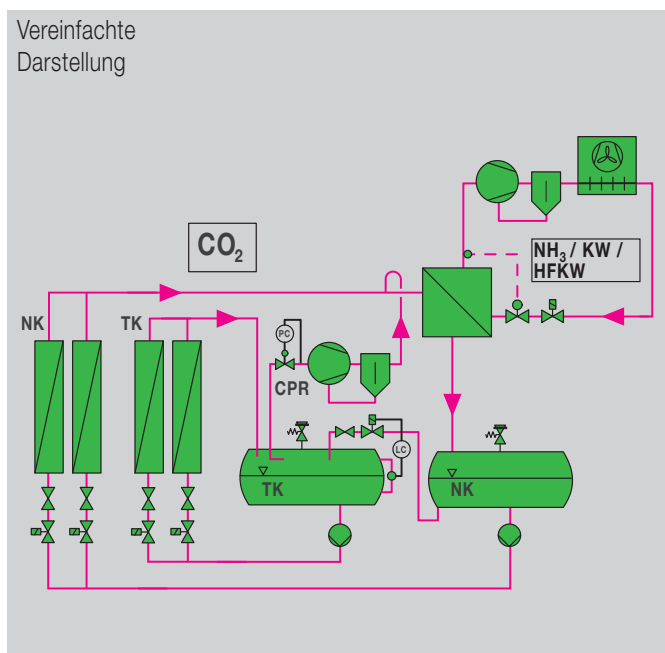 Vereinfachte
Darstellung
CO₂
NH₃ / KW /
HFKW
NK
TK
PC
CPR
LC
TK
NK